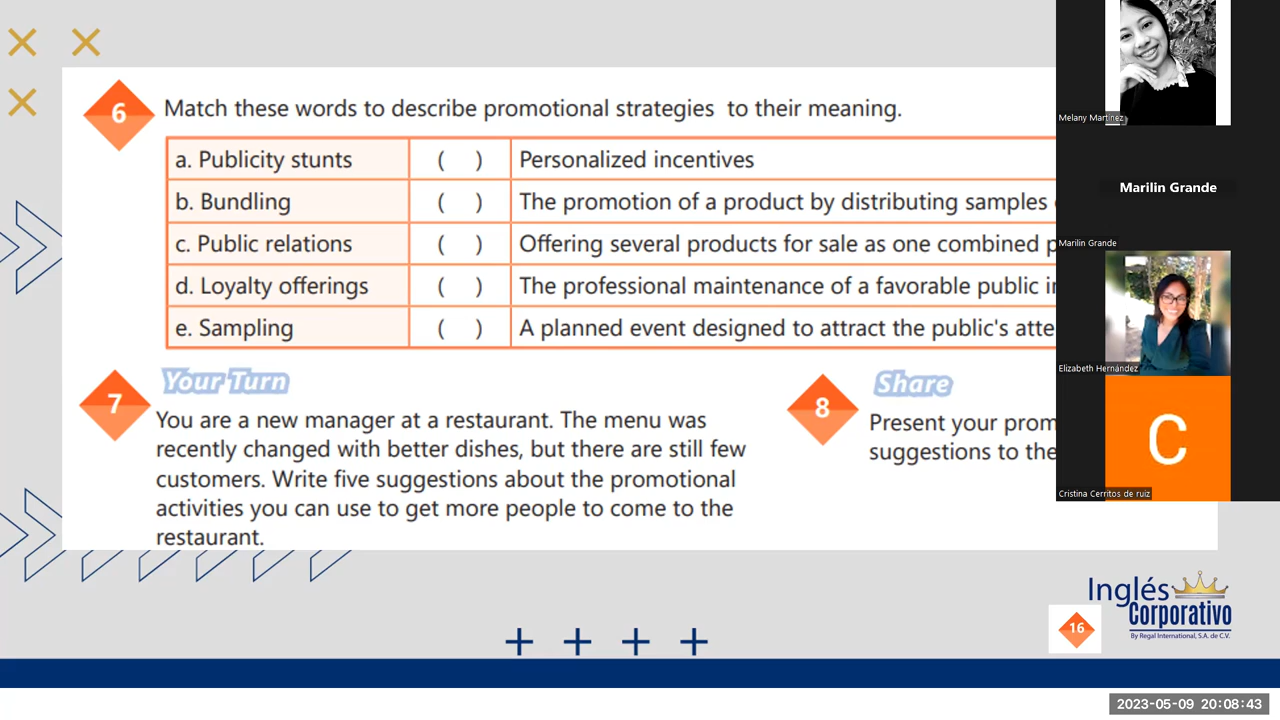 6 Match these words to describe promotional strategies to their meaning.
a. Publicity stunts ( ) Personalized incentives
b. Bundling ( ) The promotion of a product by distributing samples
c. Public relations ( ) Offering several products for sale as one combined
d. Loyalty offerings ( ) The professional maintenance of a favorable public
e. Sampling ( ) A planned event designed to attract the public's
7 Your Turn
You are a new manager at a restaurant. The menu was
recently changed with better dishes, but there are still few
customers. Write five suggestions about the promotional
activities you can use to get more people to come to the
restaurant.
8 Share
Present your
suggestions to the
Melany Martinez
Marilin Grande
Marilin Grande
Elizabeth Hernández
C
Cristina Cerritos de ruiz
Inglés
Corporativo
By Regal International, S.A. de C.V.
16
2023-05-09 20:08:43